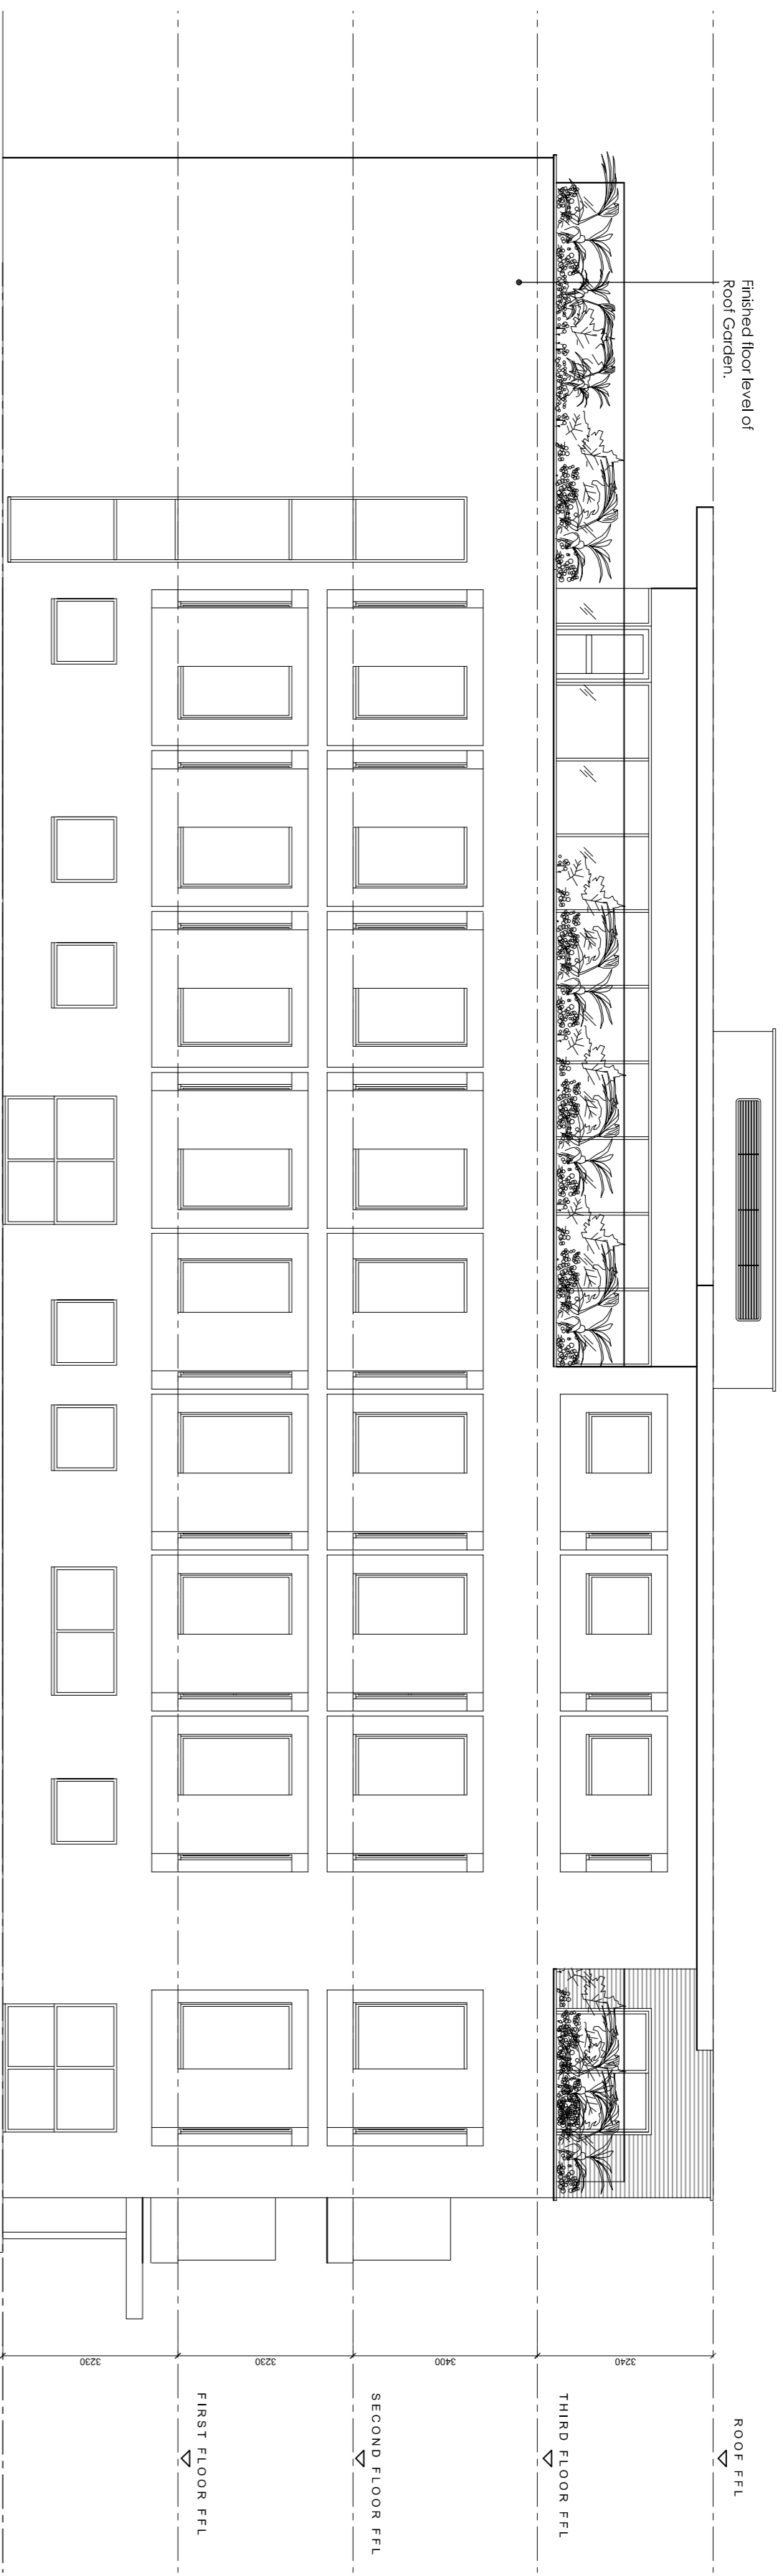 Finished floor level of
Roof Garden.
ROOF FFL
3240
THIRD FLOOR FFL
3400
SECOND FLOOR FFL
3230
FIRST FLOOR FFL
3230